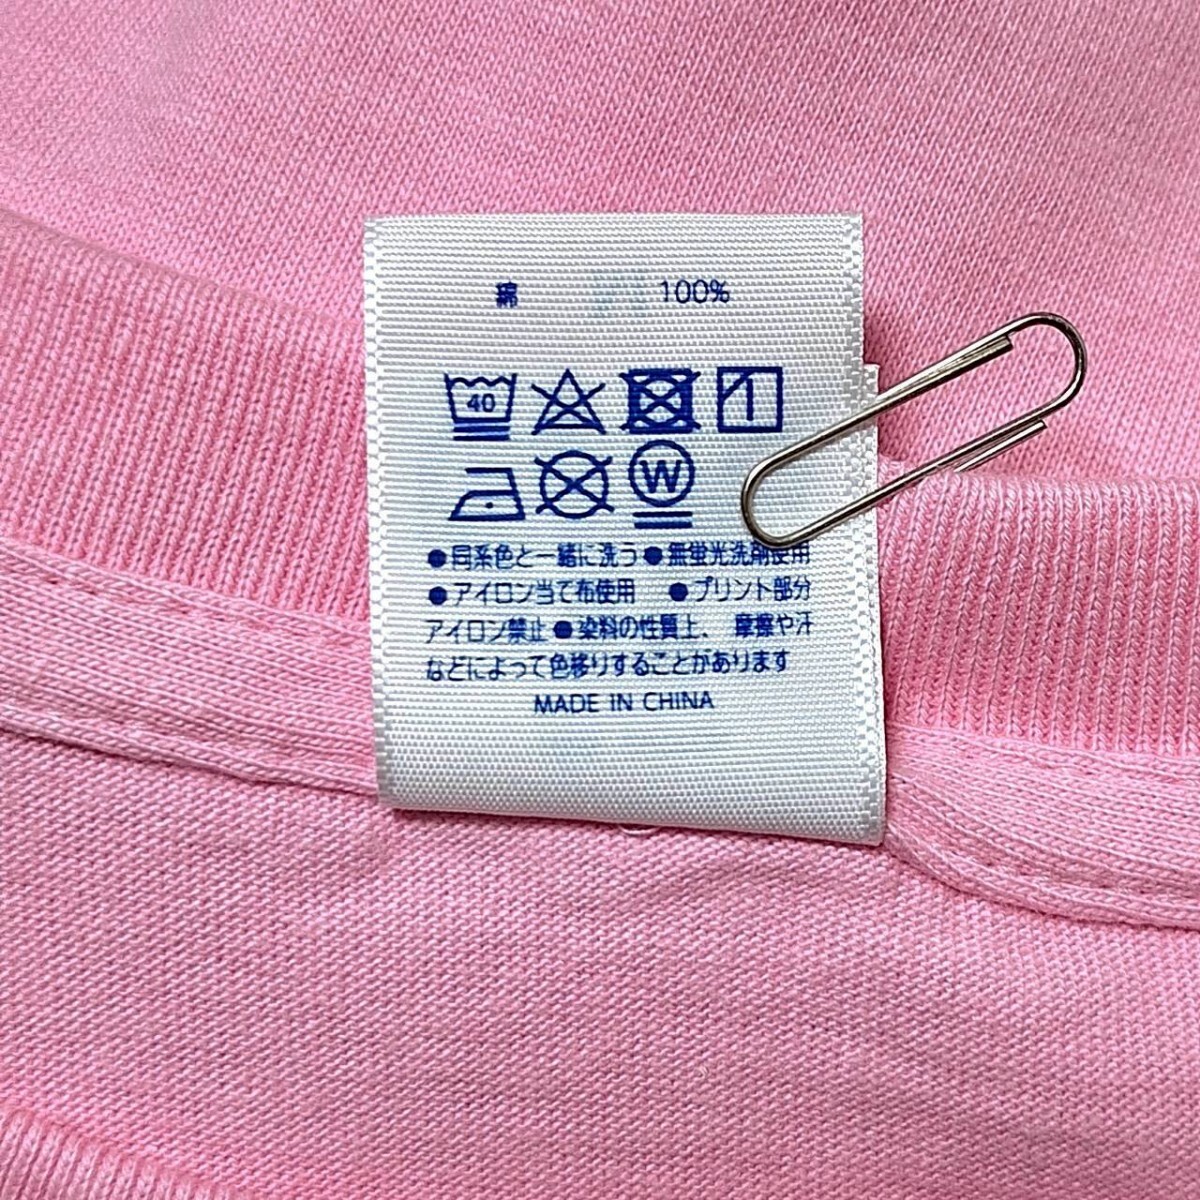 綿 100%
40
W
●同系色と一緒に洗う●無蛍光洗剤使用
●アイロン当て布使用 ●プリント部分
アイロン禁止●染料の性質上、摩擦や汗
などによって色移りすることがあります
MADE IN CHINA